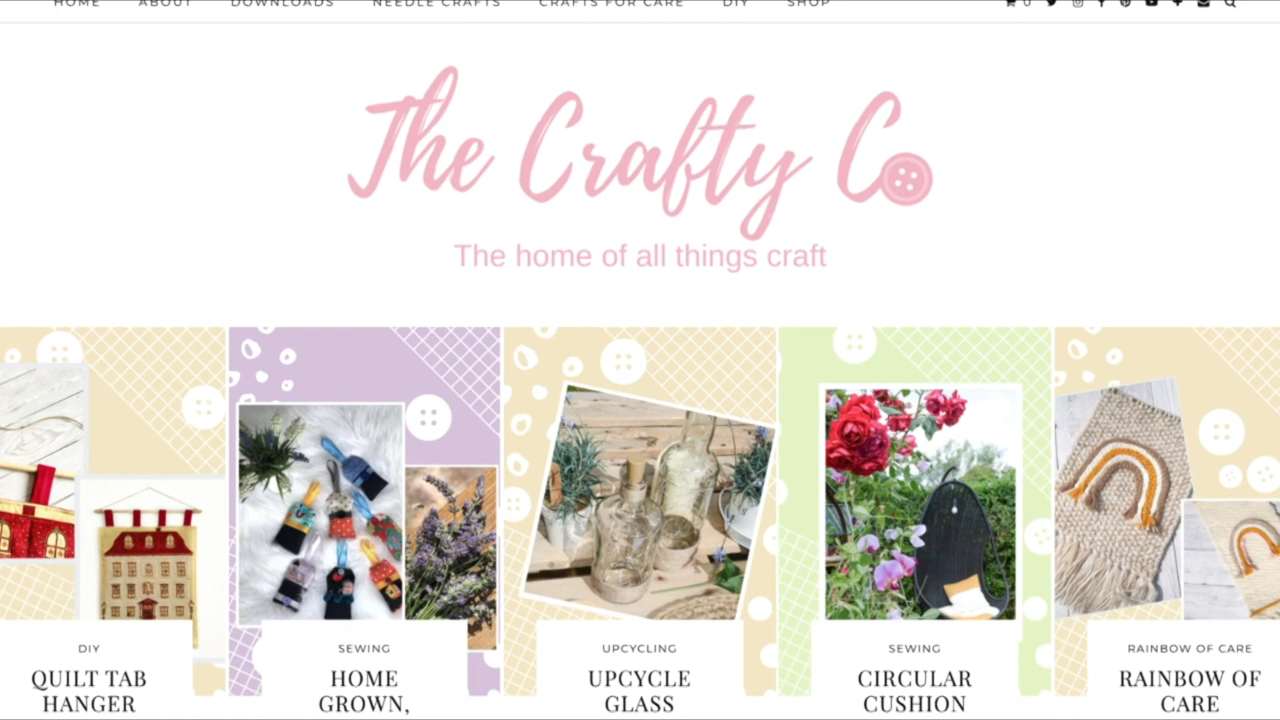 HOME ABOUT DOWNLOADS NEEDLE CRAFTS CRAFTS FOR CARE DIY SHOP 0
The Crafty Co
The home of all things craft
DIY
QUILT TAB
HANGER
SEWING
HOME
GROWN,
UPCYCLING
UPCYCLE
GLASS
SEWING
CIRCULAR
CUSHION
RAINBOW OF CARE
RAINBOW OF
CARE